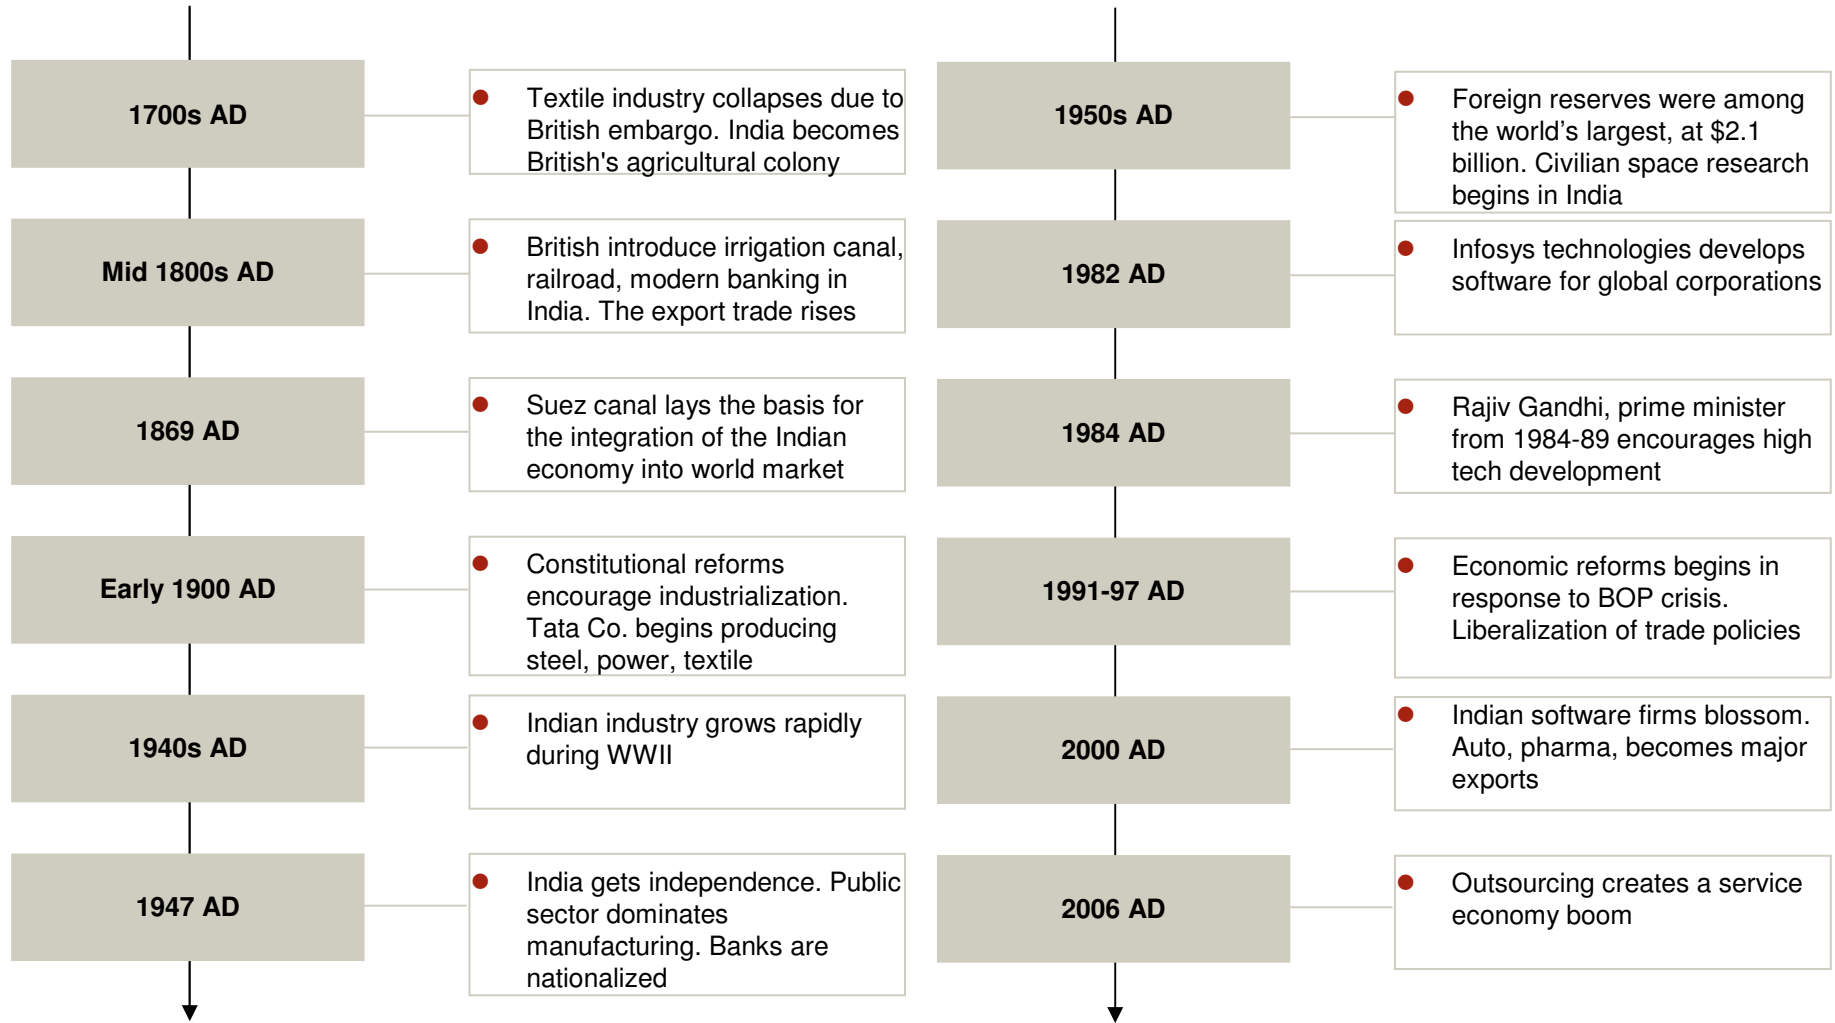 1700s AD
Textile industry collapses due to
British embargo. India becomes
British's agricultural colony
Mid 1800s AD
British introduce irrigation canal,
railroad, modern banking in
India. The export trade rises
1869 AD
Suez canal lays the basis for
the integration of the Indian
economy into world market
Early 1900 AD
Constitutional reforms
encourage industrialization.
Tata Co. begins producing
steel, power, textile
1940s AD
Indian industry grows rapidly
during WWII
1947 AD
India gets independence. Public
sector dominates
manufacturing. Banks are
nationalized
1950s AD
Foreign reserves were among
the world’s largest, at $2.1
billion. Civilian space research
begins in India
1982 AD
Infosys technologies develops
software for global corporations
1984 AD
Rajiv Gandhi, prime minister
from 1984-89 encourages high
tech development
1991-97 AD
Economic reforms begins in
response to BOP crisis.
Liberalization of trade policies
2000 AD
Indian software firms blossom.
Auto, pharma, becomes major
exports
2006 AD
Outsourcing creates a service
economy boom